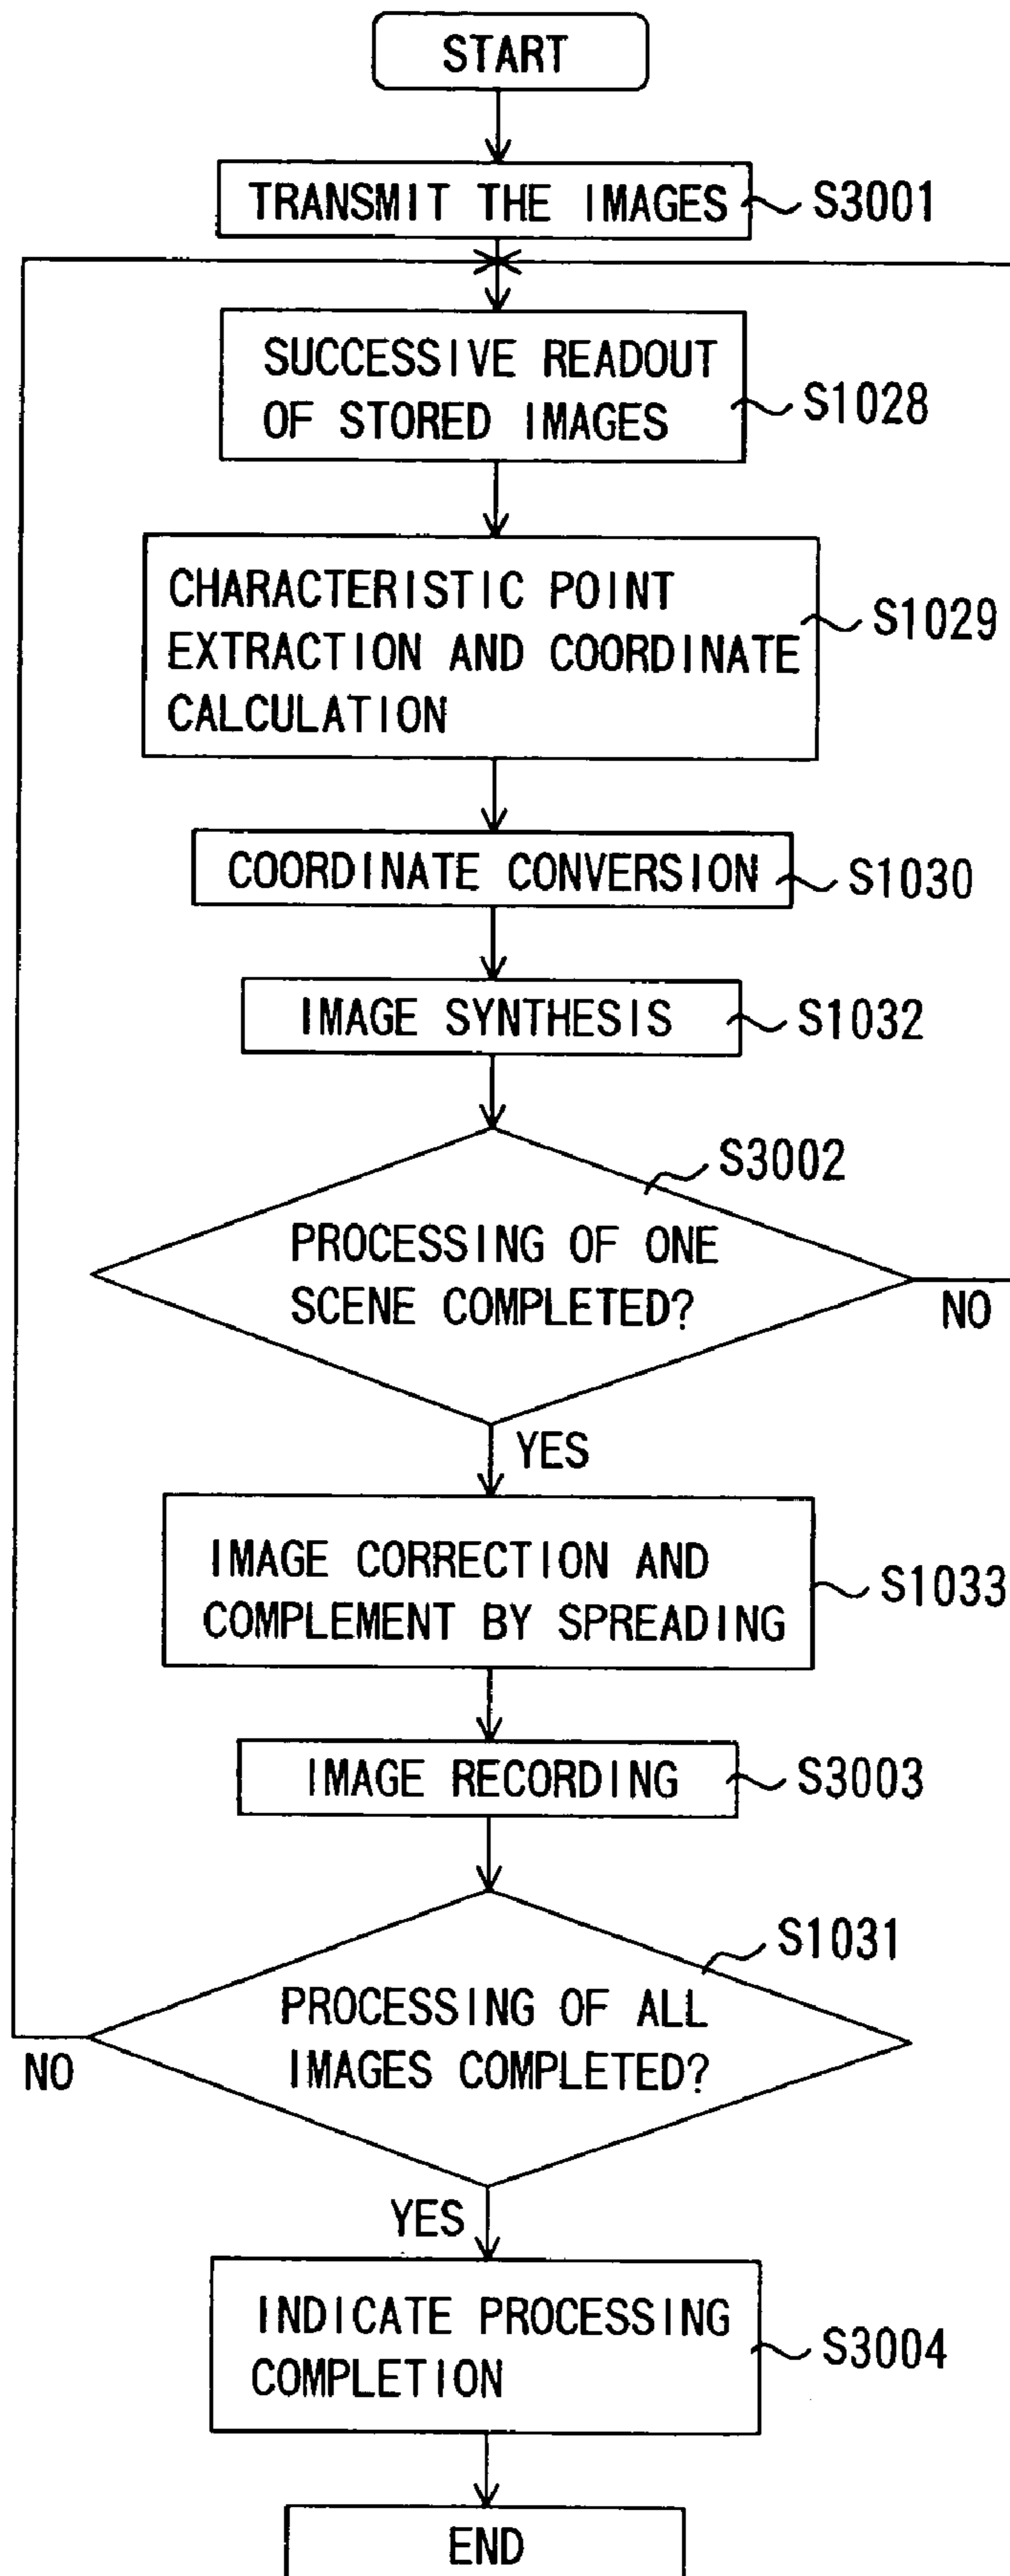 START
TRANSMIT THE IMAGES
S3001
SUCCESSIVE READOUT
OF STORED IMAGES
S1028
CHARACTERISTIC POINT
EXTRACTION AND COORDINATE
CALCULATION
S1029
COORDINATE CONVERSION
S1030
IMAGE SYNTHESIS
S1032
S3002
PROCESSING OF ONE
SCENE COMPLETED?
NO
YES
IMAGE CORRECTION AND
COMPLEMENT BY SPREADING
S1033
IMAGE RECORDING
S3003
S1031
PROCESSING OF ALL
IMAGES COMPLETED?
NO
YES
INDICATE PROCESSING
COMPLETION
S3004
END